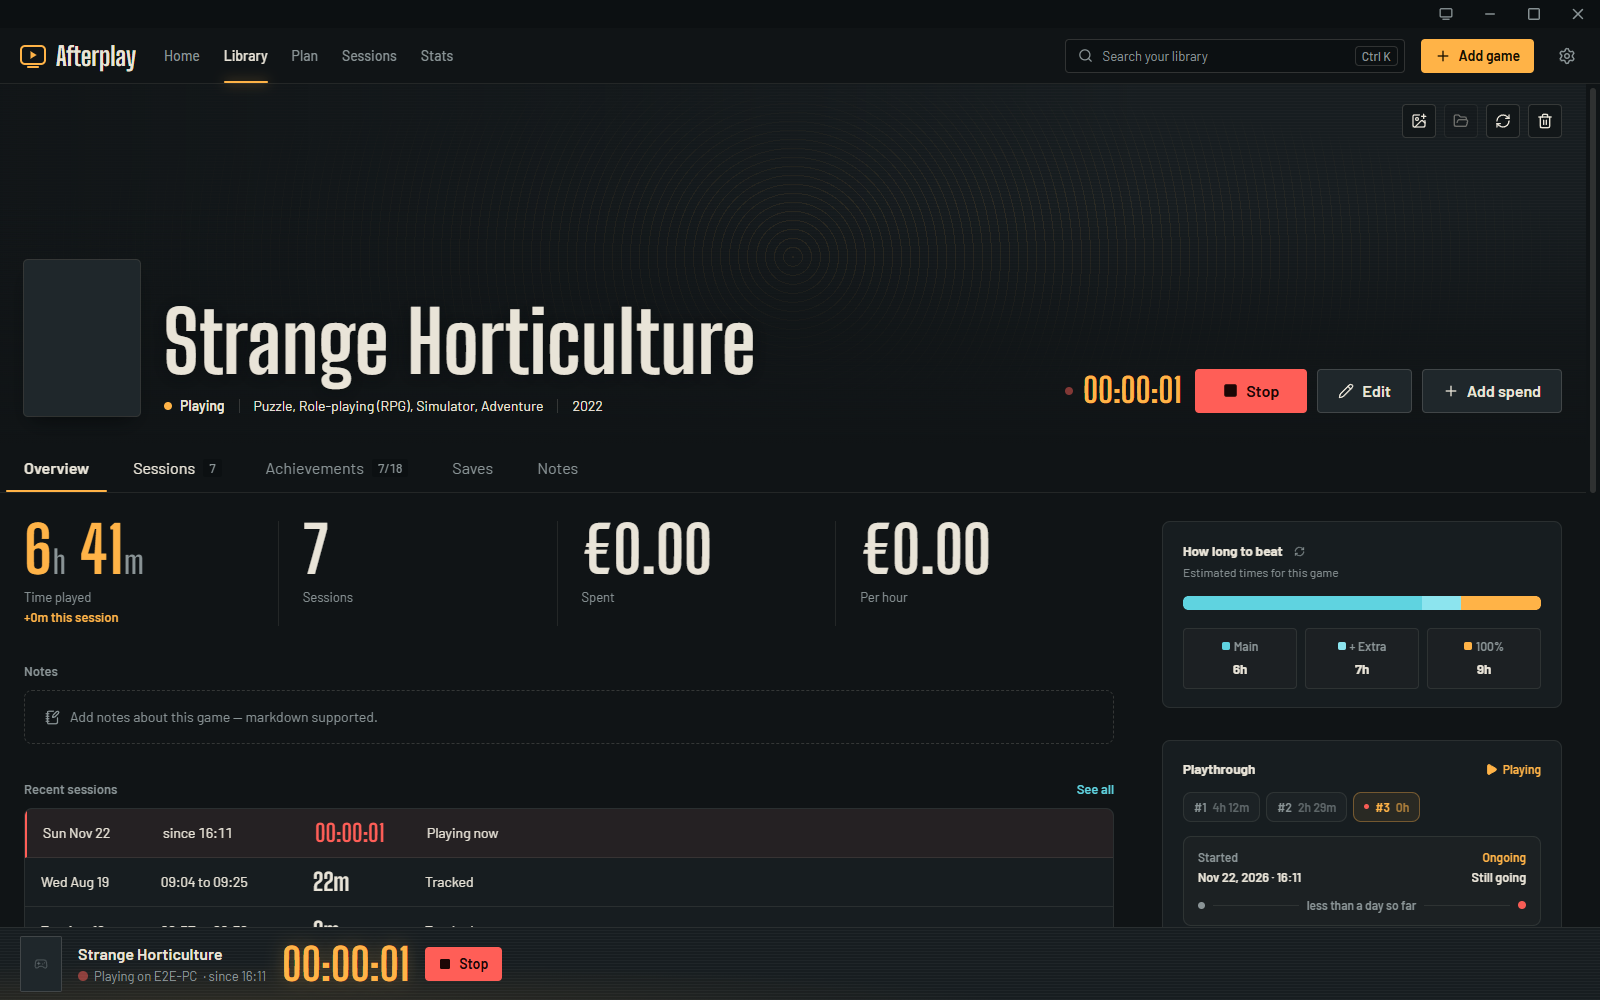 Afterplay
Home
Library
Plan
Sessions
Stats
Search your library
Ctrl K
Add game
Strange Horticulture
Playing
Puzzle, Role-playing (RPG), Simulator, Adventure
2022
00:00:01
Stop
Edit
Add spend
Overview
Sessions 7
Achievements 7/18
Saves
Notes
6h 41m
Time played
+0m this session
7
Sessions
€0.00
Spent
€0.00
Per hour
Notes
Add notes about this game — markdown supported.
Recent sessions
See all
Sun Nov 22 since 16:11 00:00:01 Playing now
Wed Aug 19 09:04 to 09:25 22m Tracked
How long to beat
Estimated times for this game
Main
6h
+ Extra
7h
100%
9h
Playthrough
Playing
#1 4h 12m
#2 2h 29m
#3 0h
Started
Ongoing
Nov 22, 2026 · 16:11
Still going
less than a day so far
Strange Horticulture
Playing on E2E-PC · since 16:11
00:00:01
Stop